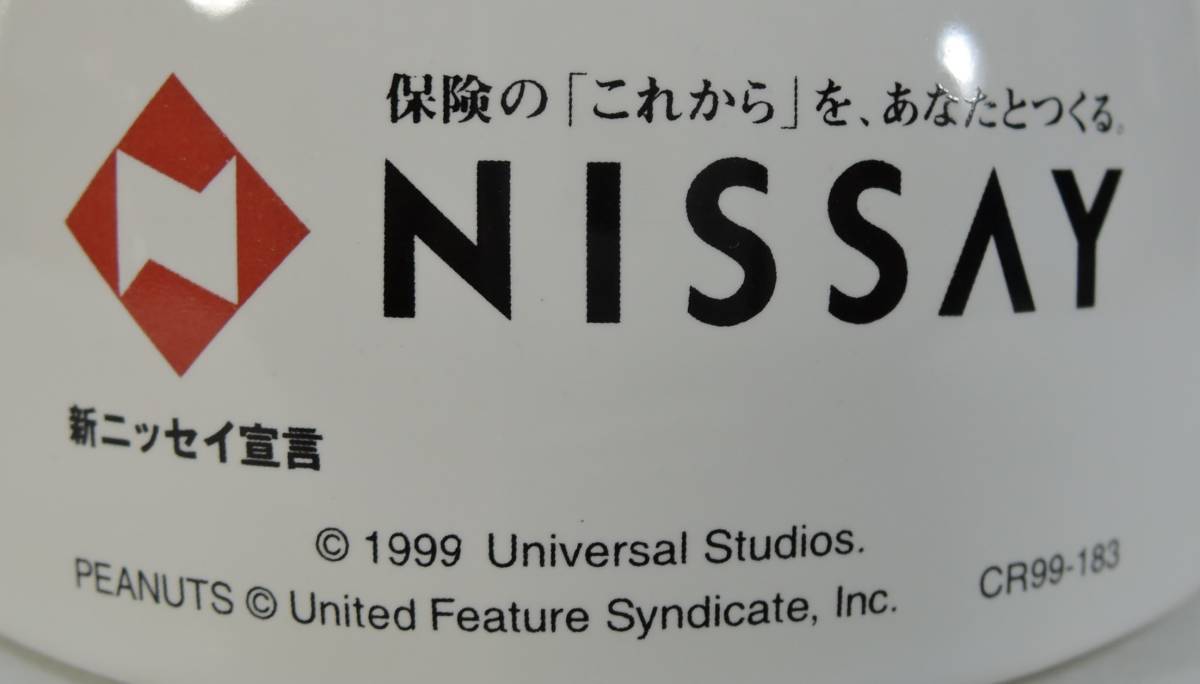 保険の「これから」を、あなたとつくる。
NISSAY
新ニッセイ宣言
© 1999 Universal Studios.
PEANUTS © United Feature Syndicate, Inc.
CR99-183